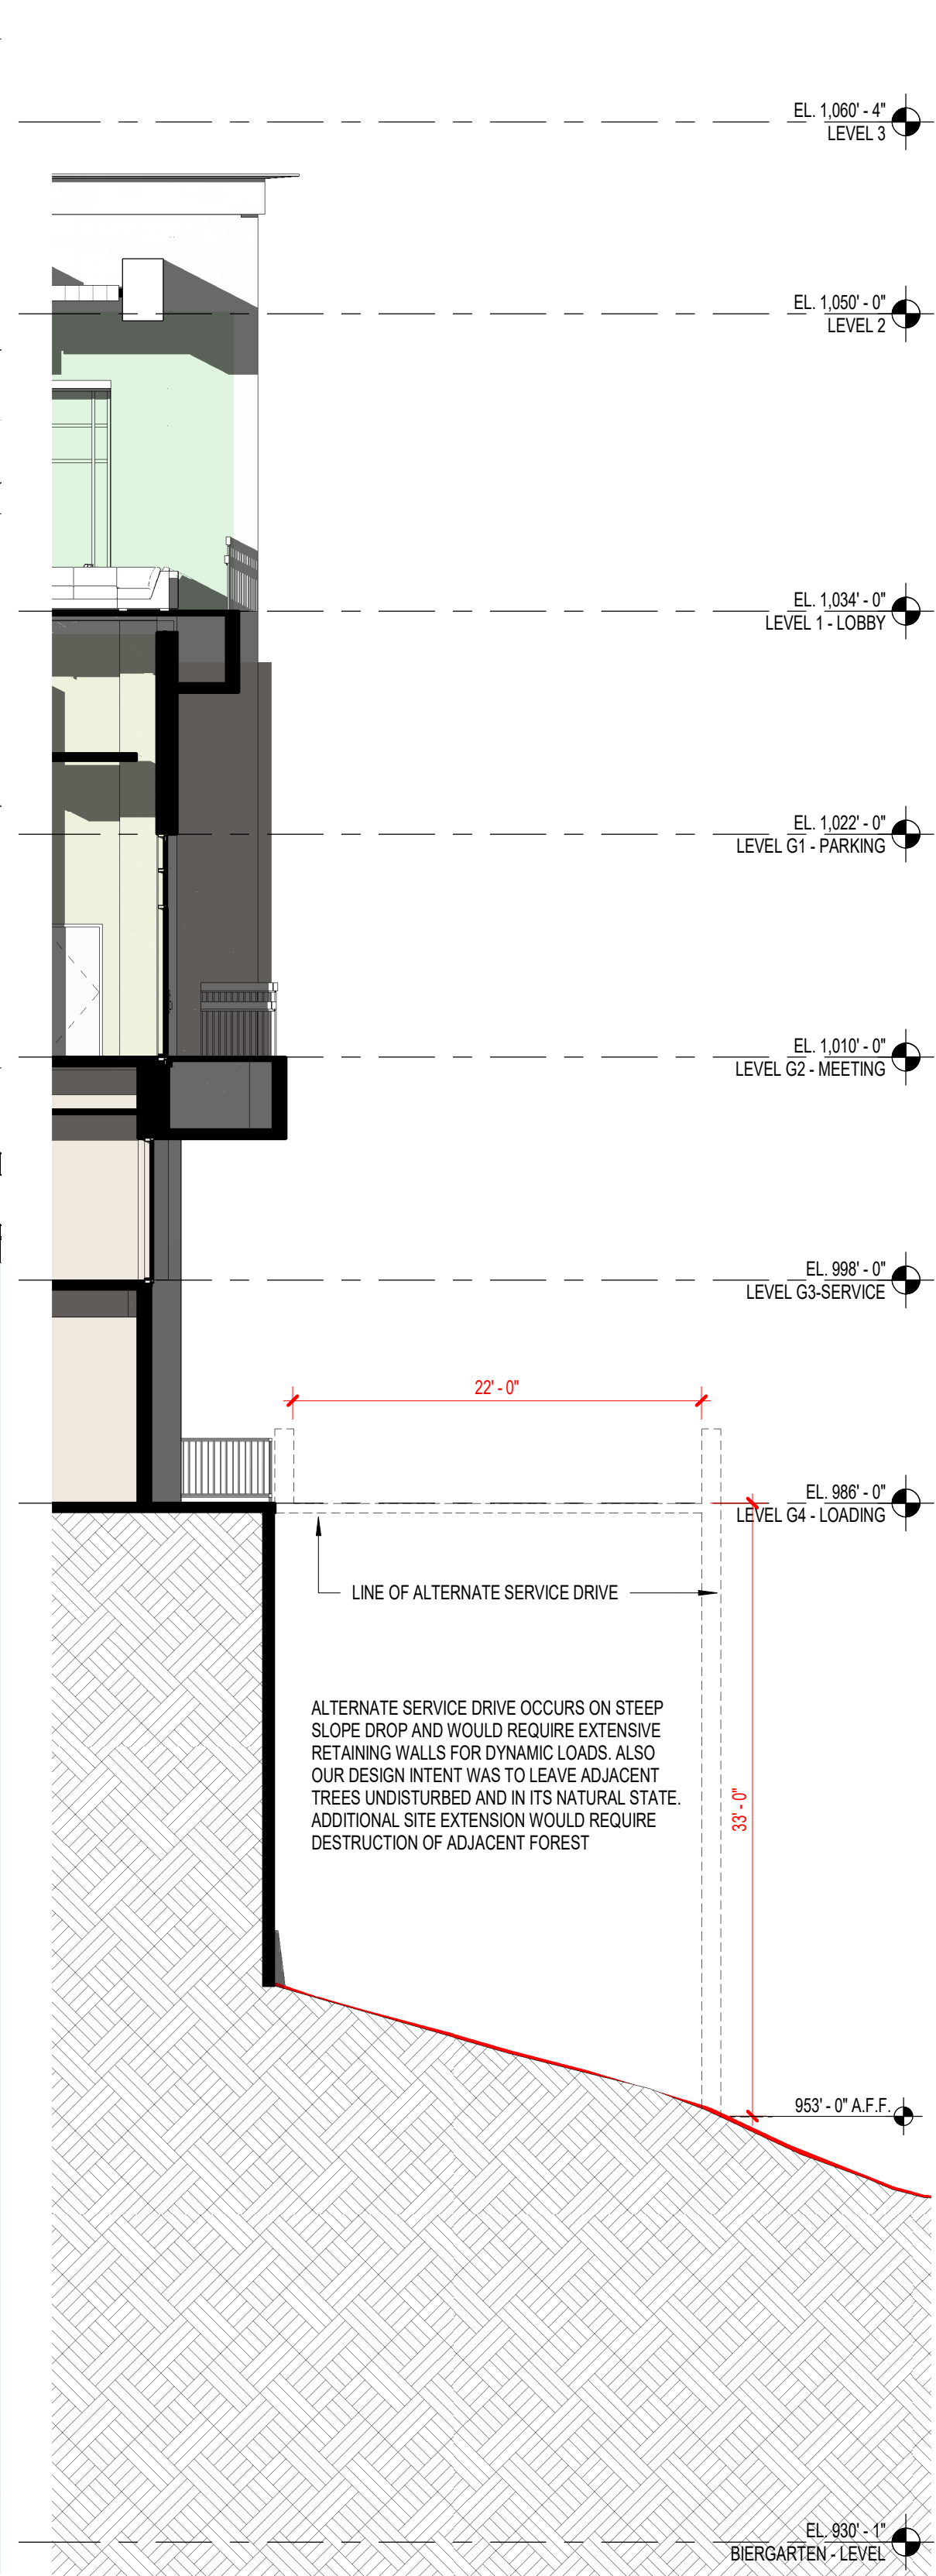 EL. 1,060' - 4"
LEVEL 3
EL. 1,050' - 0"
LEVEL 2
EL. 1,034' - 0"
LEVEL 1 - LOBBY
EL. 1,022' - 0"
LEVEL G1 - PARKING
EL. 1,010' - 0"
LEVEL G2 - MEETING
EL. 998' - 0"
LEVEL G3-SERVICE
22' - 0"
EL. 986' - 0"
LEVEL G4 - LOADING
LINE OF ALTERNATE SERVICE DRIVE
ALTERNATE SERVICE DRIVE OCCURS ON STEEP
SLOPE DROP AND WOULD REQUIRE EXTENSIVE
RETAINING WALLS FOR DYNAMIC LOADS. ALSO
OUR DESIGN INTENT WAS TO LEAVE ADJACENT
TREES UNDISTURBED AND IN ITS NATURAL STATE.
ADDITIONAL SITE EXTENSION WOULD REQUIRE
DESTRUCTION OF ADJACENT FOREST
33' - 0"
953' - 0" A.F.F.
EL. 930' - 1"
BIERGARTEN - LEVEL